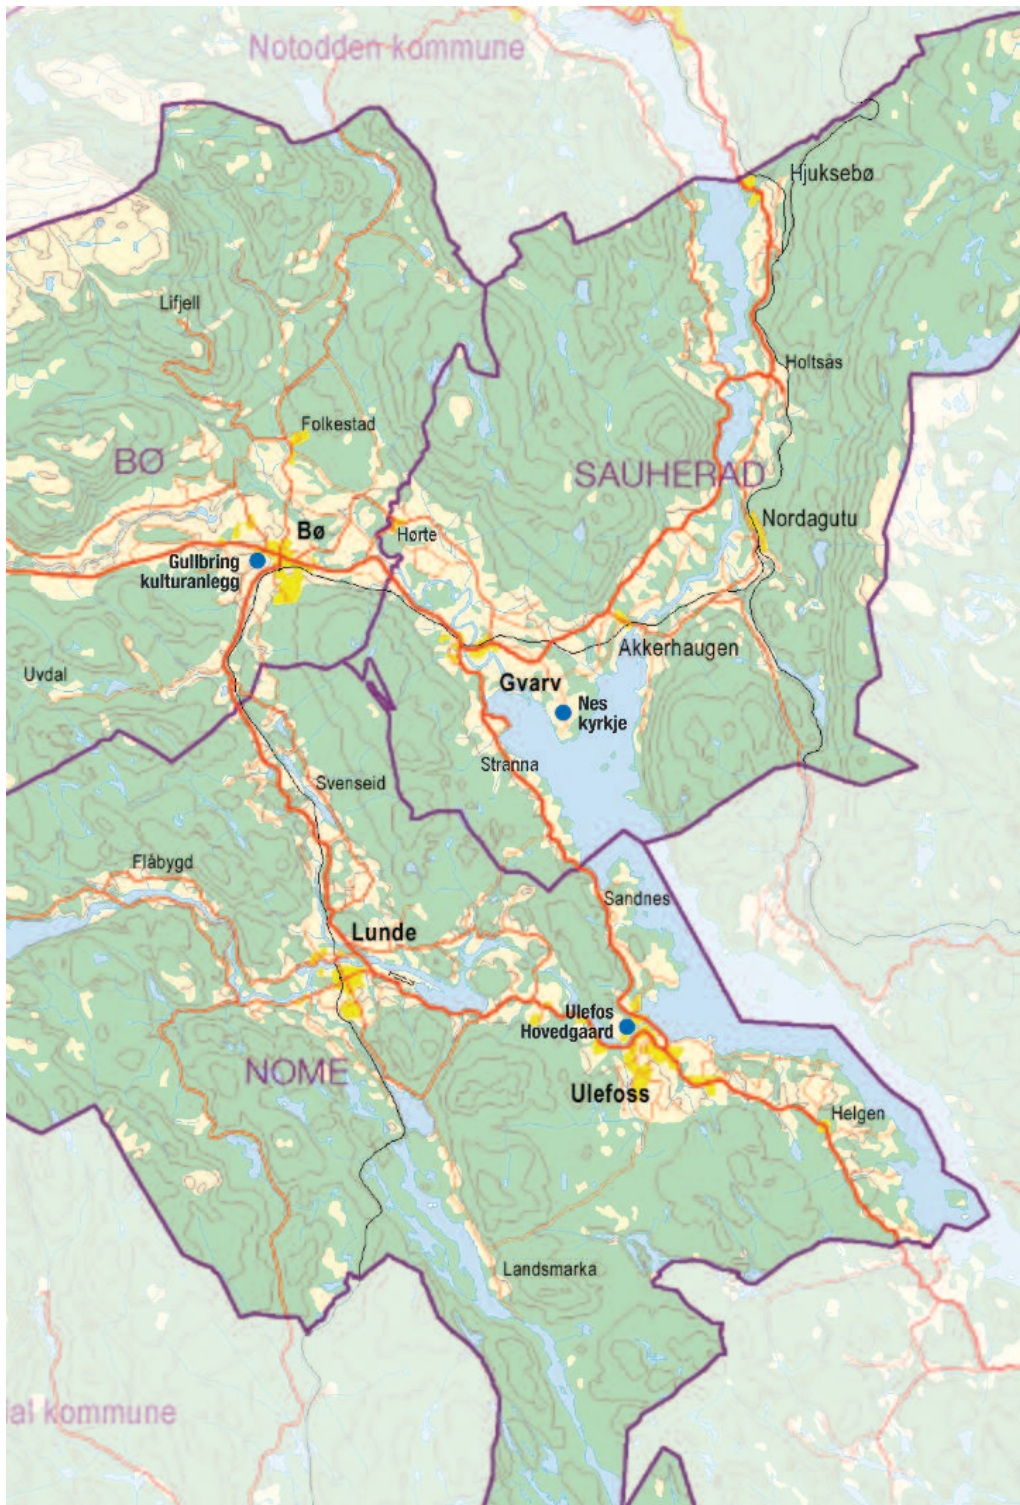 Notodden kommune
Hjuksebø
Lifjell
Holtsås
Folkestad
BØ
SAUHERAD
Nordagutu
Bø
Hørte
Gullbring
kulturanlegg
Akkerhaugen
Uvdal
Gvarv
Nes
kyrkje
Stranna
Svenseid
Flåbygd
Sandnes
Lunde
Ulefos
Hovedgaard
NOME
Ulefoss
Helgen
Landsmarka
al kommune